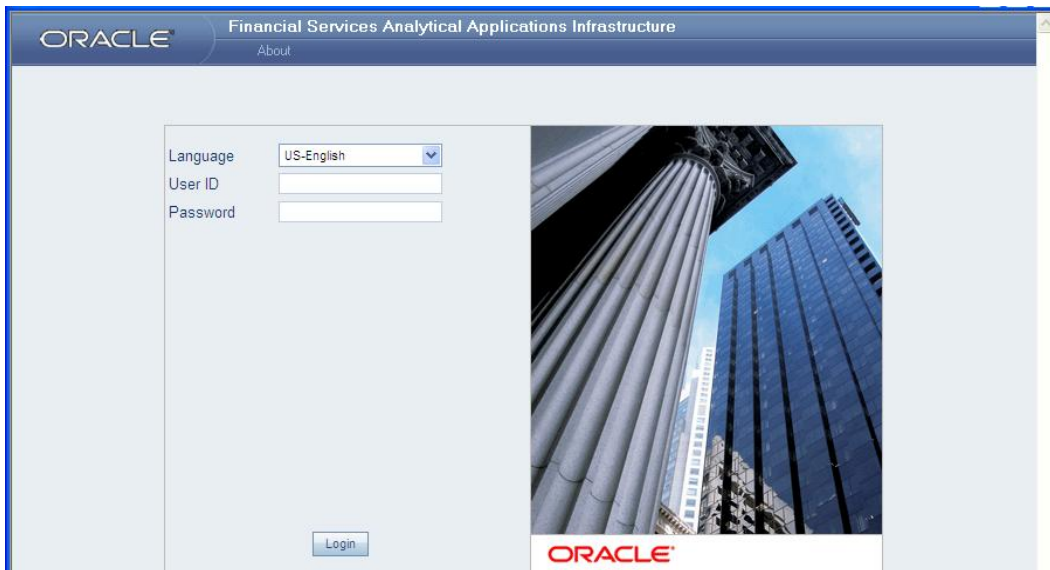 ORACLE
Financial Services Analytical Applications Infrastructure
About
Language
US-English
User ID
Password
Login
ORACLE